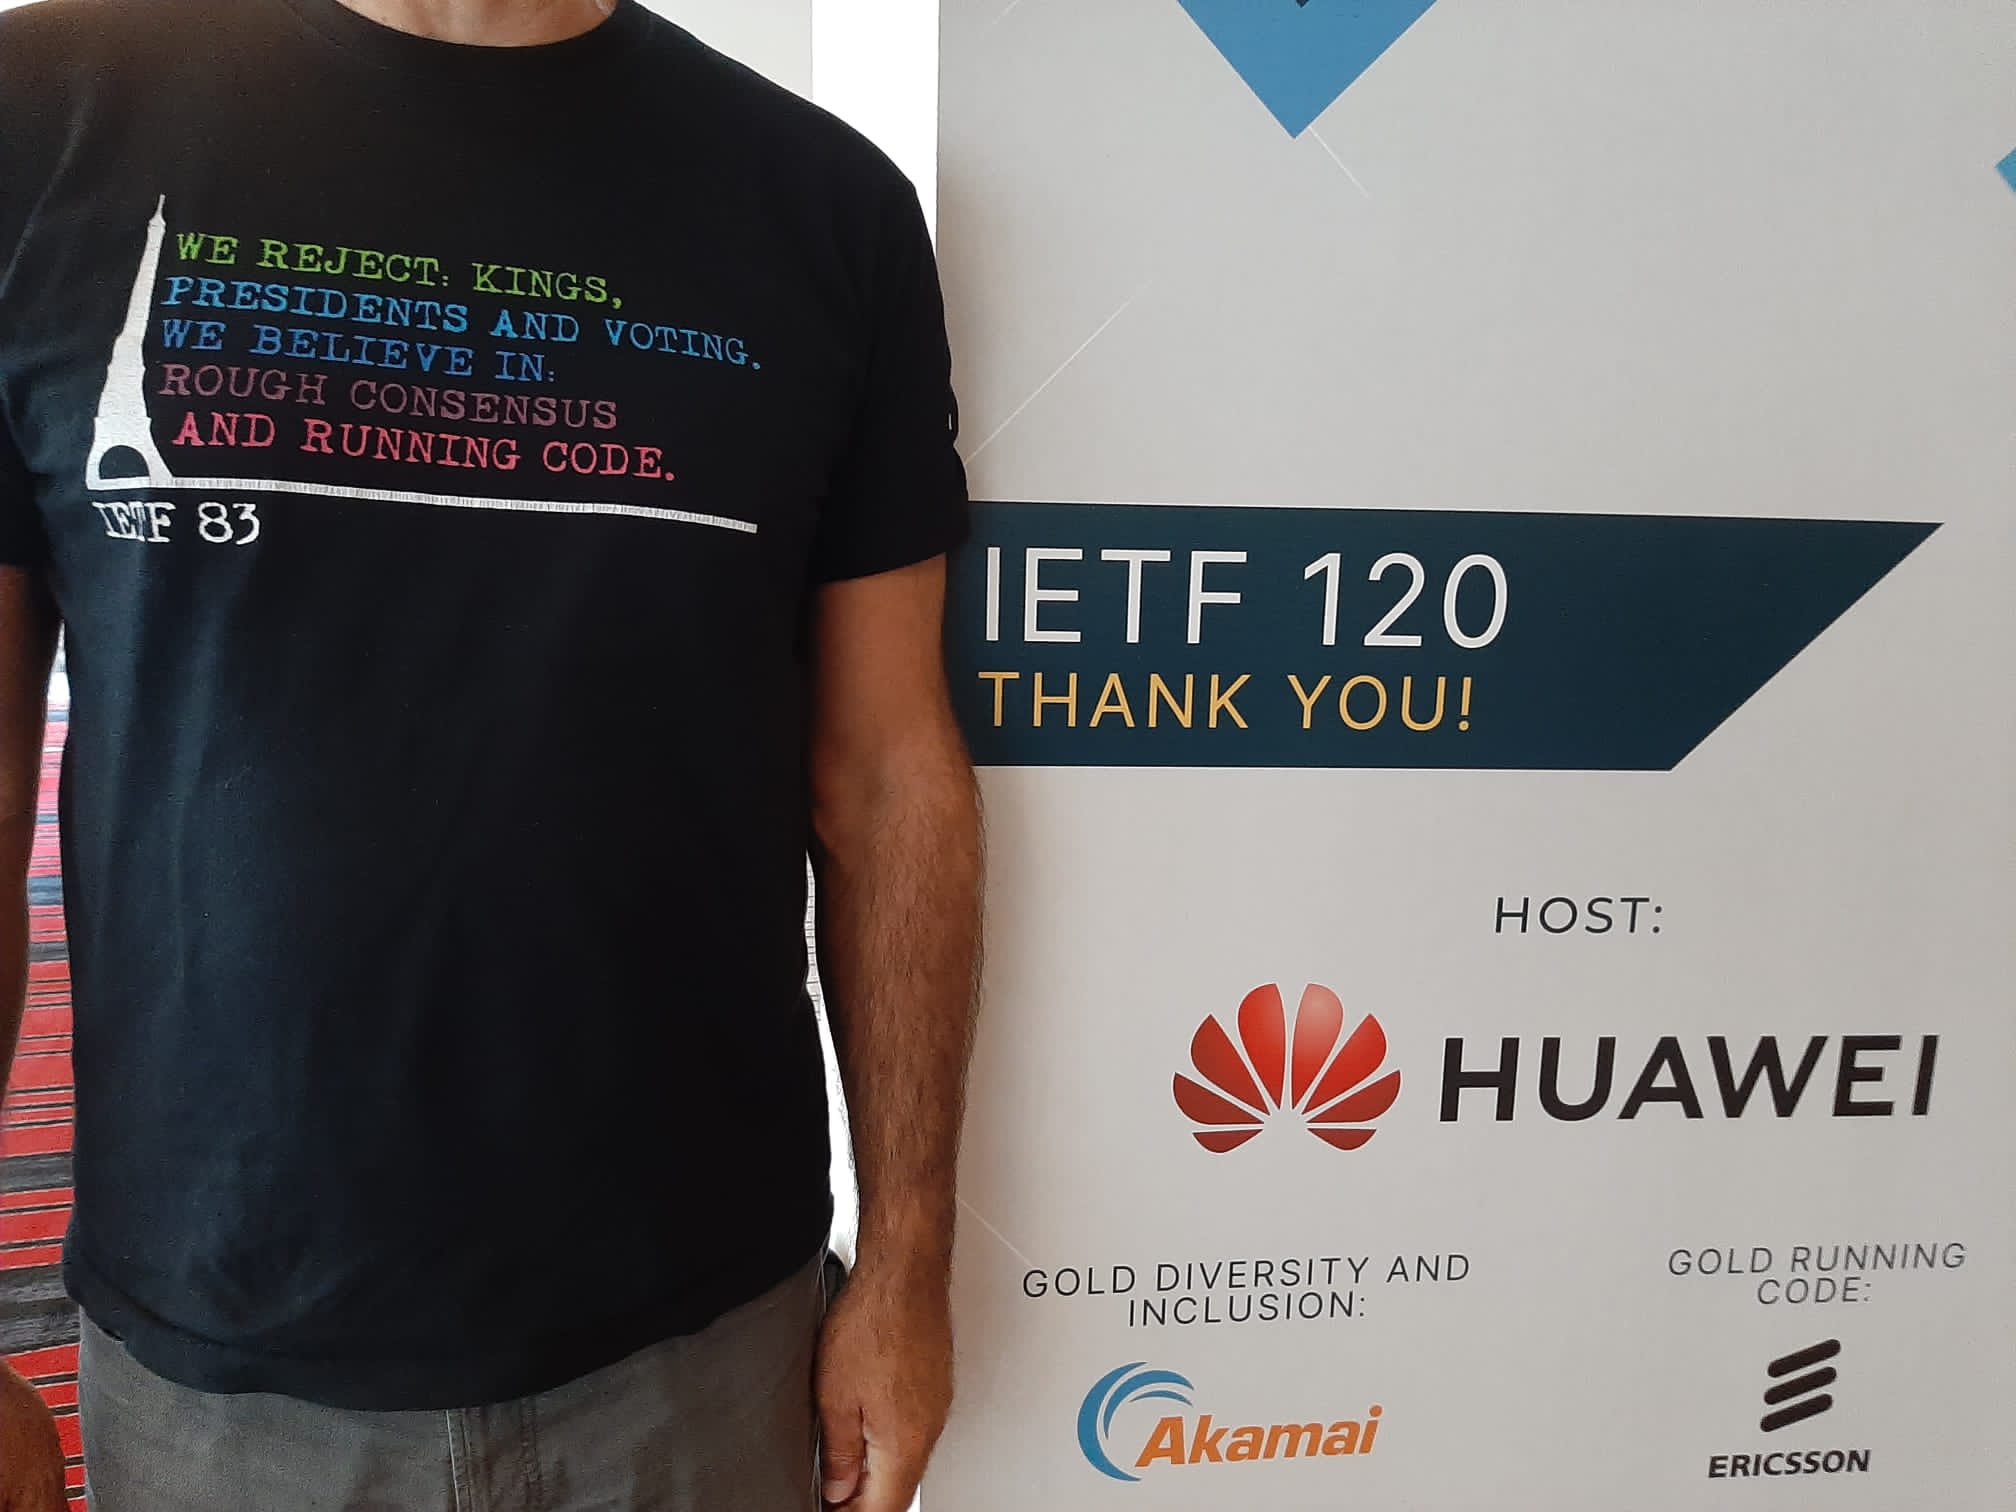 WE REJECT: KINGS,
PRESIDENTS AND VOTING.
WE BELIEVE IN:
ROUGH CONSENSUS
AND RUNNING CODE.
IETF 83
IETF 120
THANK YOU!
HOST:
HUAWEI
GOLD DIVERSITY AND
INCLUSION:
Akamai
GOLD RUNNING
CODE:
ERICSSON